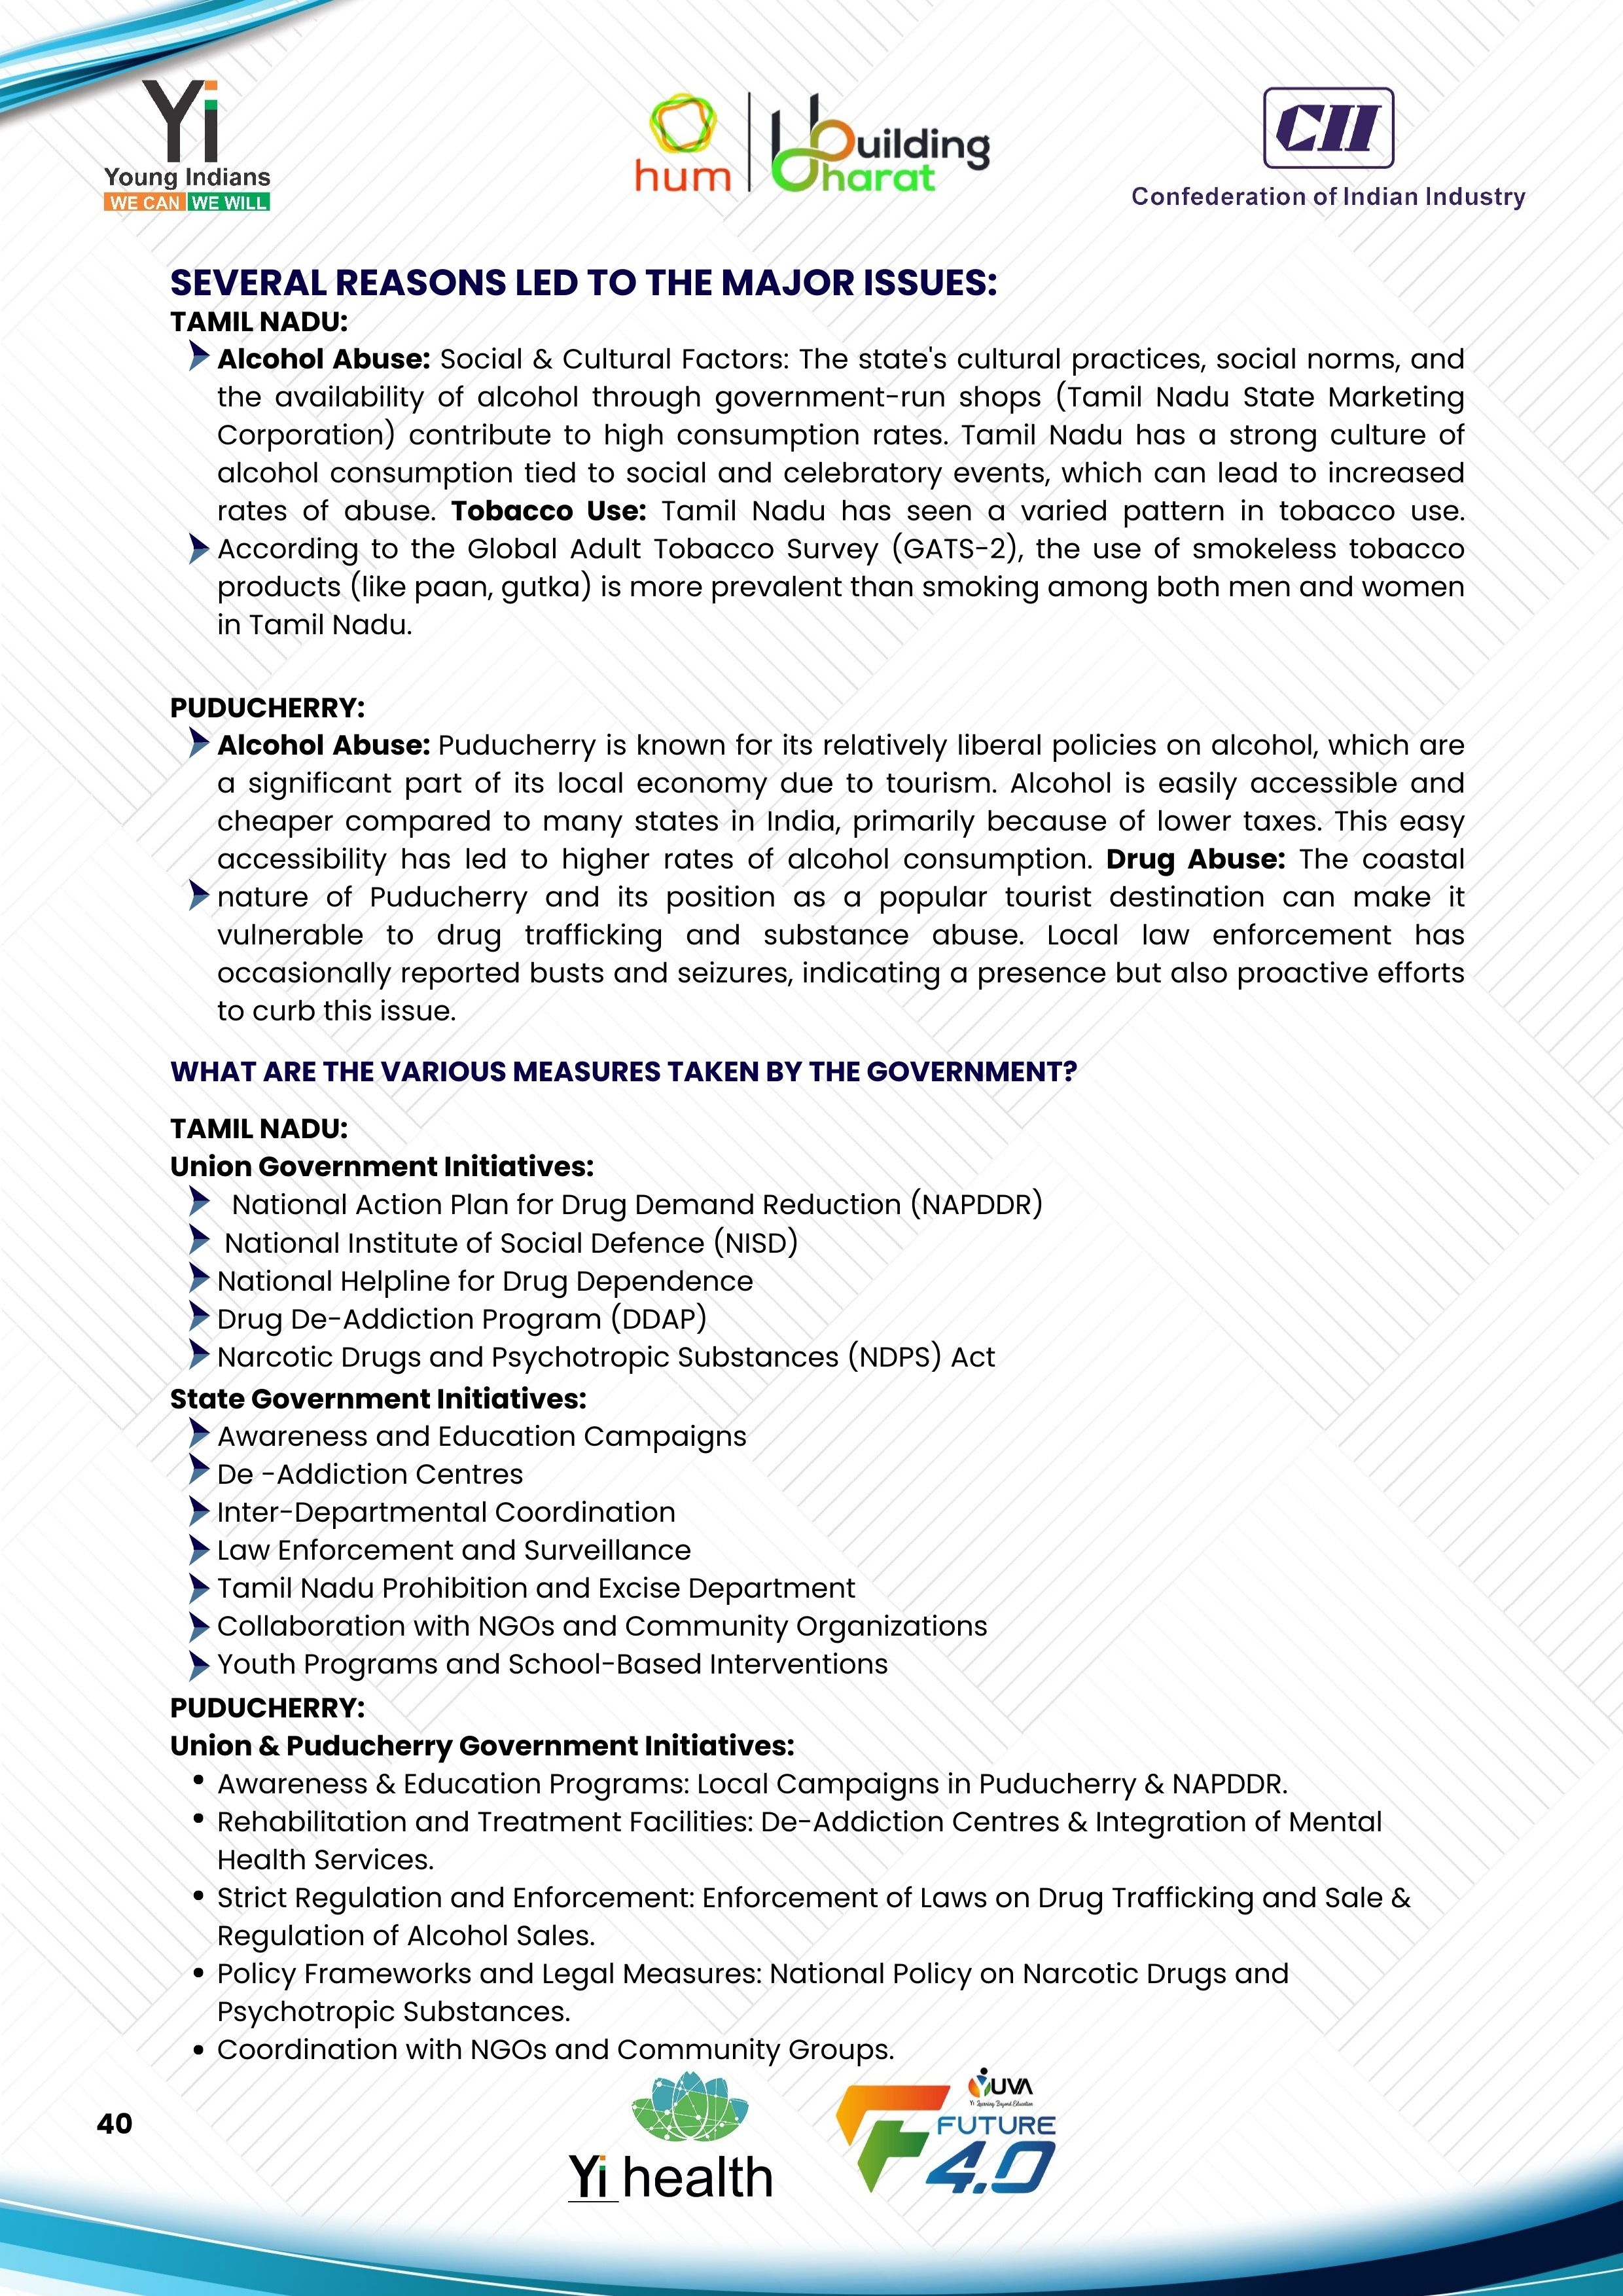 Yi
Young Indians
WE CAN WE WILL
hum
Building
Bharat
CII
Confederation of Indian Industry
SEVERAL REASONS LED TO THE MAJOR ISSUES:
TAMIL NADU:
Alcohol Abuse: Social & Cultural Factors: The state's cultural practices, social norms, and
the availability of alcohol through government-run shops (Tamil Nadu State Marketing
Corporation) contribute to high consumption rates. Tamil Nadu has a strong culture of
alcohol consumption tied to social and celebratory events, which can lead to increased
rates of abuse. Tobacco Use: Tamil Nadu has seen a varied pattern in tobacco use.
According to the Global Adult Tobacco Survey (GATS-2), the use of smokeless tobacco
products (like paan, gutka) is more prevalent than smoking among both men and women
in Tamil Nadu.
PUDUCHERRY:
Alcohol Abuse: Puducherry is known for its relatively liberal policies on alcohol, which are
a significant part of its local economy due to tourism. Alcohol is easily accessible and
cheaper compared to many states in India, primarily because of lower taxes. This easy
accessibility has led to higher rates of alcohol consumption. Drug Abuse: The coastal
nature of Puducherry and its position as a popular tourist destination can make it
vulnerable to drug trafficking and substance abuse. Local law enforcement has
occasionally reported busts and seizures, indicating a presence but also proactive efforts
to curb this issue.
WHAT ARE THE VARIOUS MEASURES TAKEN BY THE GOVERNMENT?
TAMIL NADU:
Union Government Initiatives:
National Action Plan for Drug Demand Reduction (NAPDDR)
National Institute of Social Defence (NISD)
National Helpline for Drug Dependence
Drug De-Addiction Program (DDAP)
Narcotic Drugs and Psychotropic Substances (NDPS) Act
State Government Initiatives:
Awareness and Education Campaigns
De -Addiction Centres
Inter-Departmental Coordination
Law Enforcement and Surveillance
Tamil Nadu Prohibition and Excise Department
Collaboration with NGOs and Community Organizations
Youth Programs and School-Based Interventions
PUDUCHERRY:
Union & Puducherry Government Initiatives:
• Awareness & Education Programs: Local Campaigns in Puducherry & NAPDDR.
• Rehabilitation and Treatment Facilities: De-Addiction Centres & Integration of Mental
Health Services.
• Strict Regulation and Enforcement: Enforcement of Laws on Drug Trafficking and Sale &
Regulation of Alcohol Sales.
• Policy Frameworks and Legal Measures: National Policy on Narcotic Drugs and
Psychotropic Substances.
• Coordination with NGOs and Community Groups.
40
Yi health
YUVA
Yi Learning Beyond Education
FUTURE
4.0